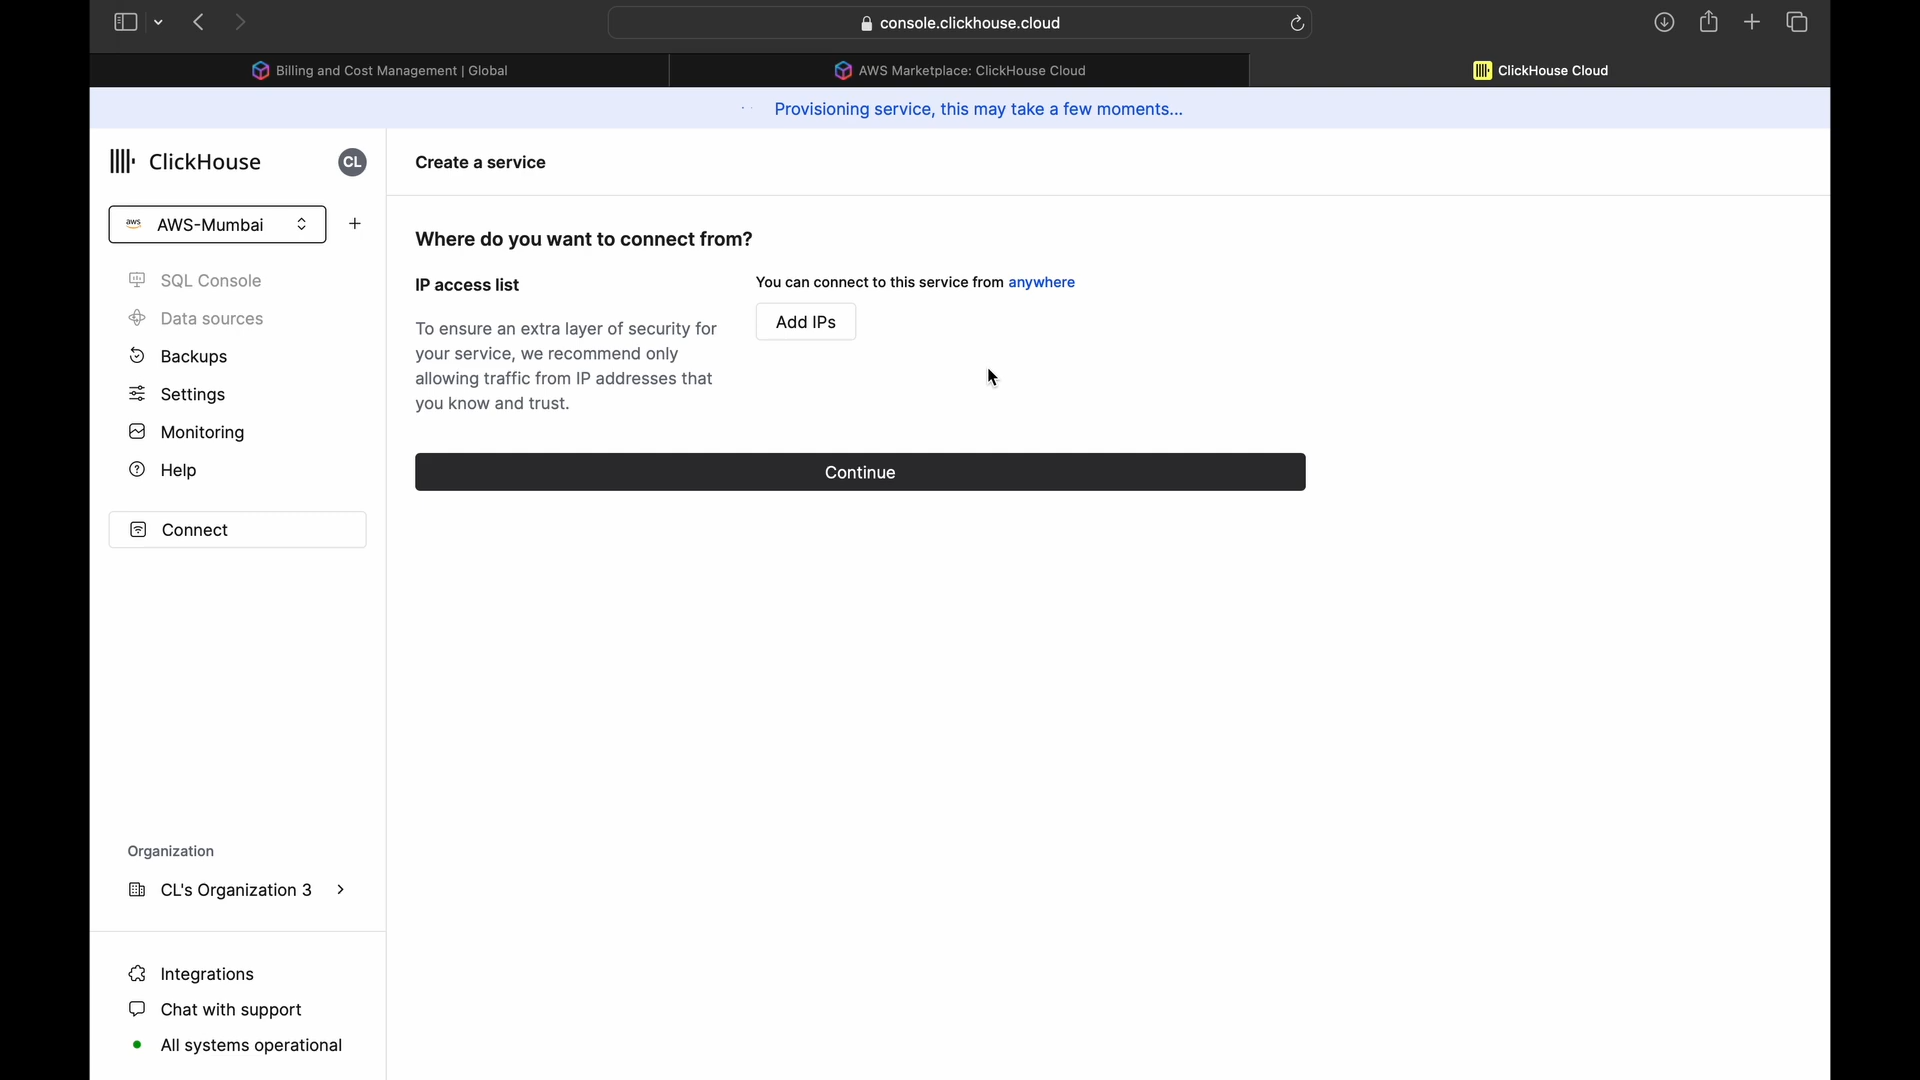 console.clickhouse.cloud
Billing and Cost Management | Global
AWS Marketplace: ClickHouse Cloud
ClickHouse Cloud
Provisioning service, this may take a few moments...
ClickHouse
CL
aws
AWS-Mumbai
SQL Console
Data sources
Backups
Settings
Monitoring
Help
Connect
Organization
CL's Organization 3
Integrations
Chat with support
All systems operational
Create a service
Where do you want to connect from?
IP access list
To ensure an extra layer of security for
your service, we recommend only
allowing traffic from IP addresses that
you know and trust.
You can connect to this service from anywhere
Add IPs
Continue